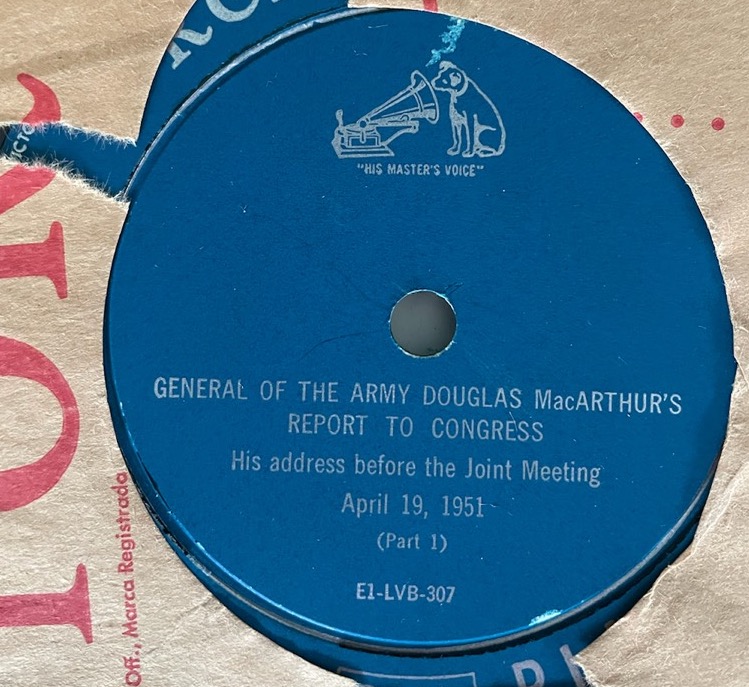 "HIS MASTER'S VOICE"
GENERAL OF THE ARMY DOUGLAS MacARTHUR'S
REPORT TO CONGRESS
His address before the Joint Meeting
April 19, 1951
(Part 1)
E1-LVB-307
Off., Marca Registrada